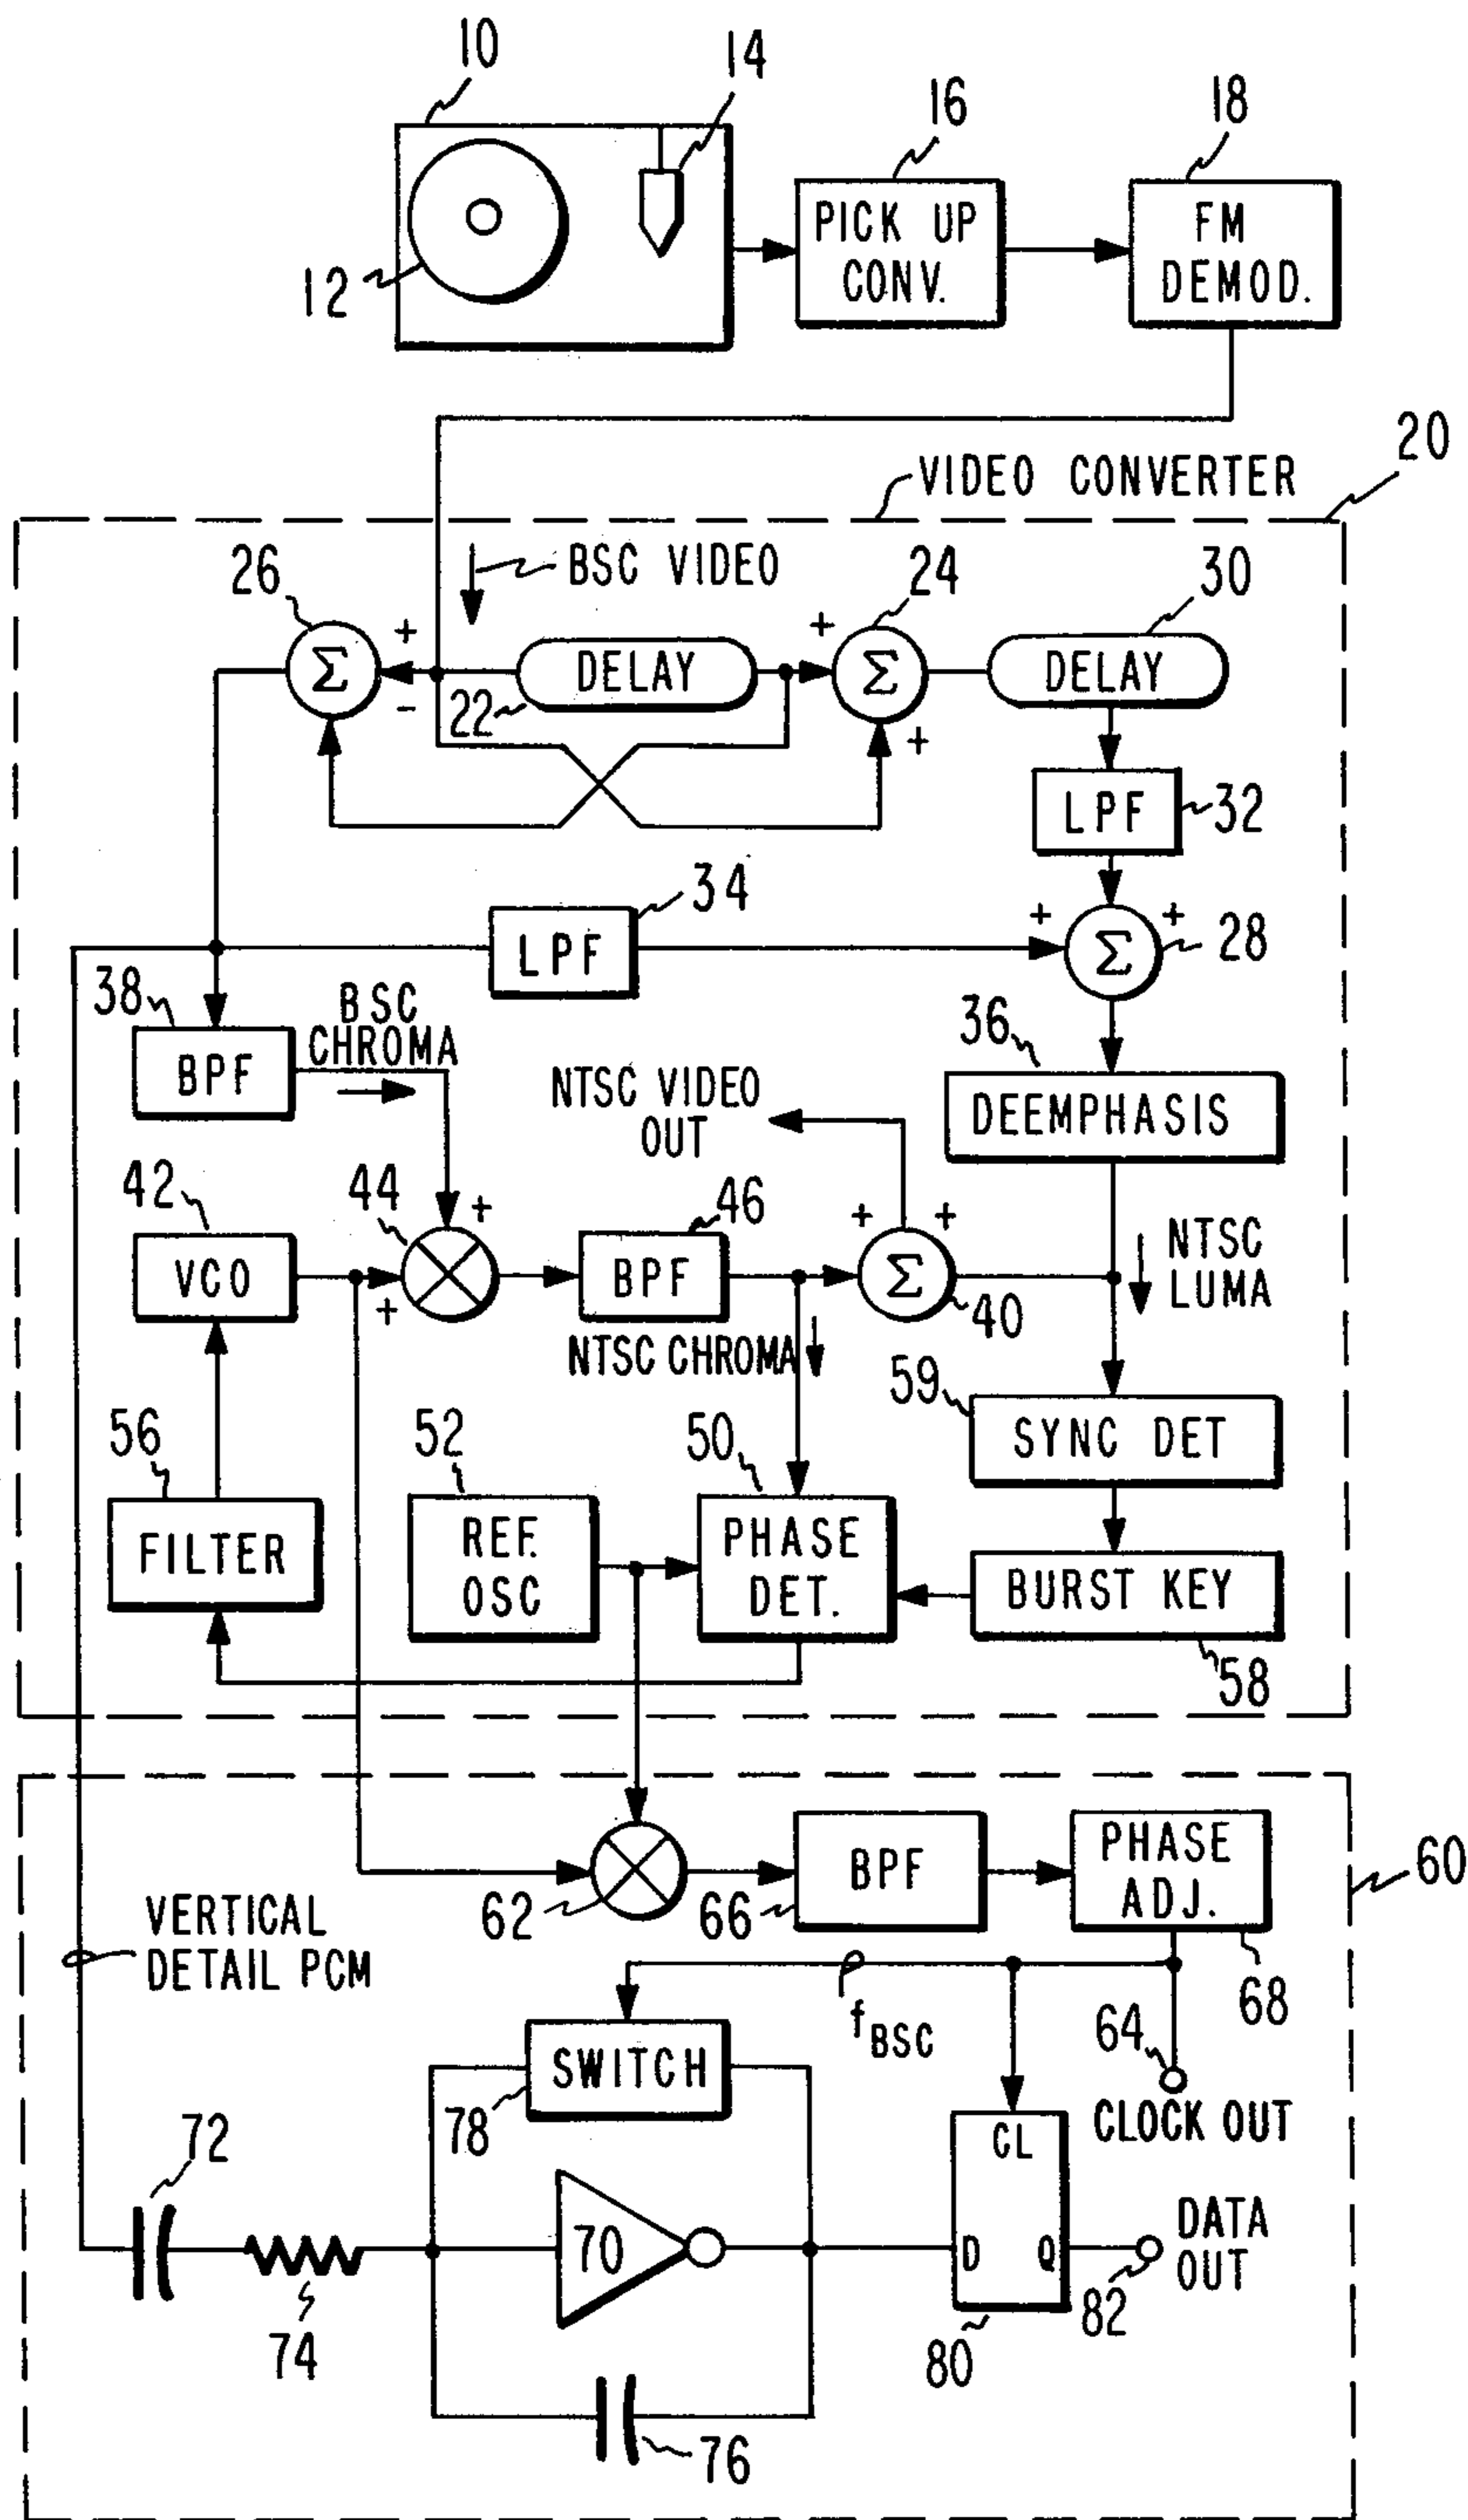 10
14
16
18
12
PICK UP
CONV.
FM
DEMOD.
20
VIDEO CONVERTER
26
BSC VIDEO
24
30
+
+
Σ
DELAY
Σ
DELAY
-
22
+
LPF
32
34
+
+
LPF
Σ
28
38
BSC
CHROMA
36
BPF
NTSC VIDEO
OUT
DEEMPHASIS
42
44
+
46
+
+
NTSC
LUMA
VCO
BPF
Σ
+
40
NTSC CHROMA
59
SYNC DET
56
52
50
FILTER
REF.
OSC
PHASE
DET.
BURST KEY
58
PHASE
ADJ.
BPF
60
62
66
VERTICAL
DETAIL PCM
68
fBSC
64
SWITCH
78
CLOCK OUT
72
CL
70
D
Q
DATA
OUT
82
74
80
76